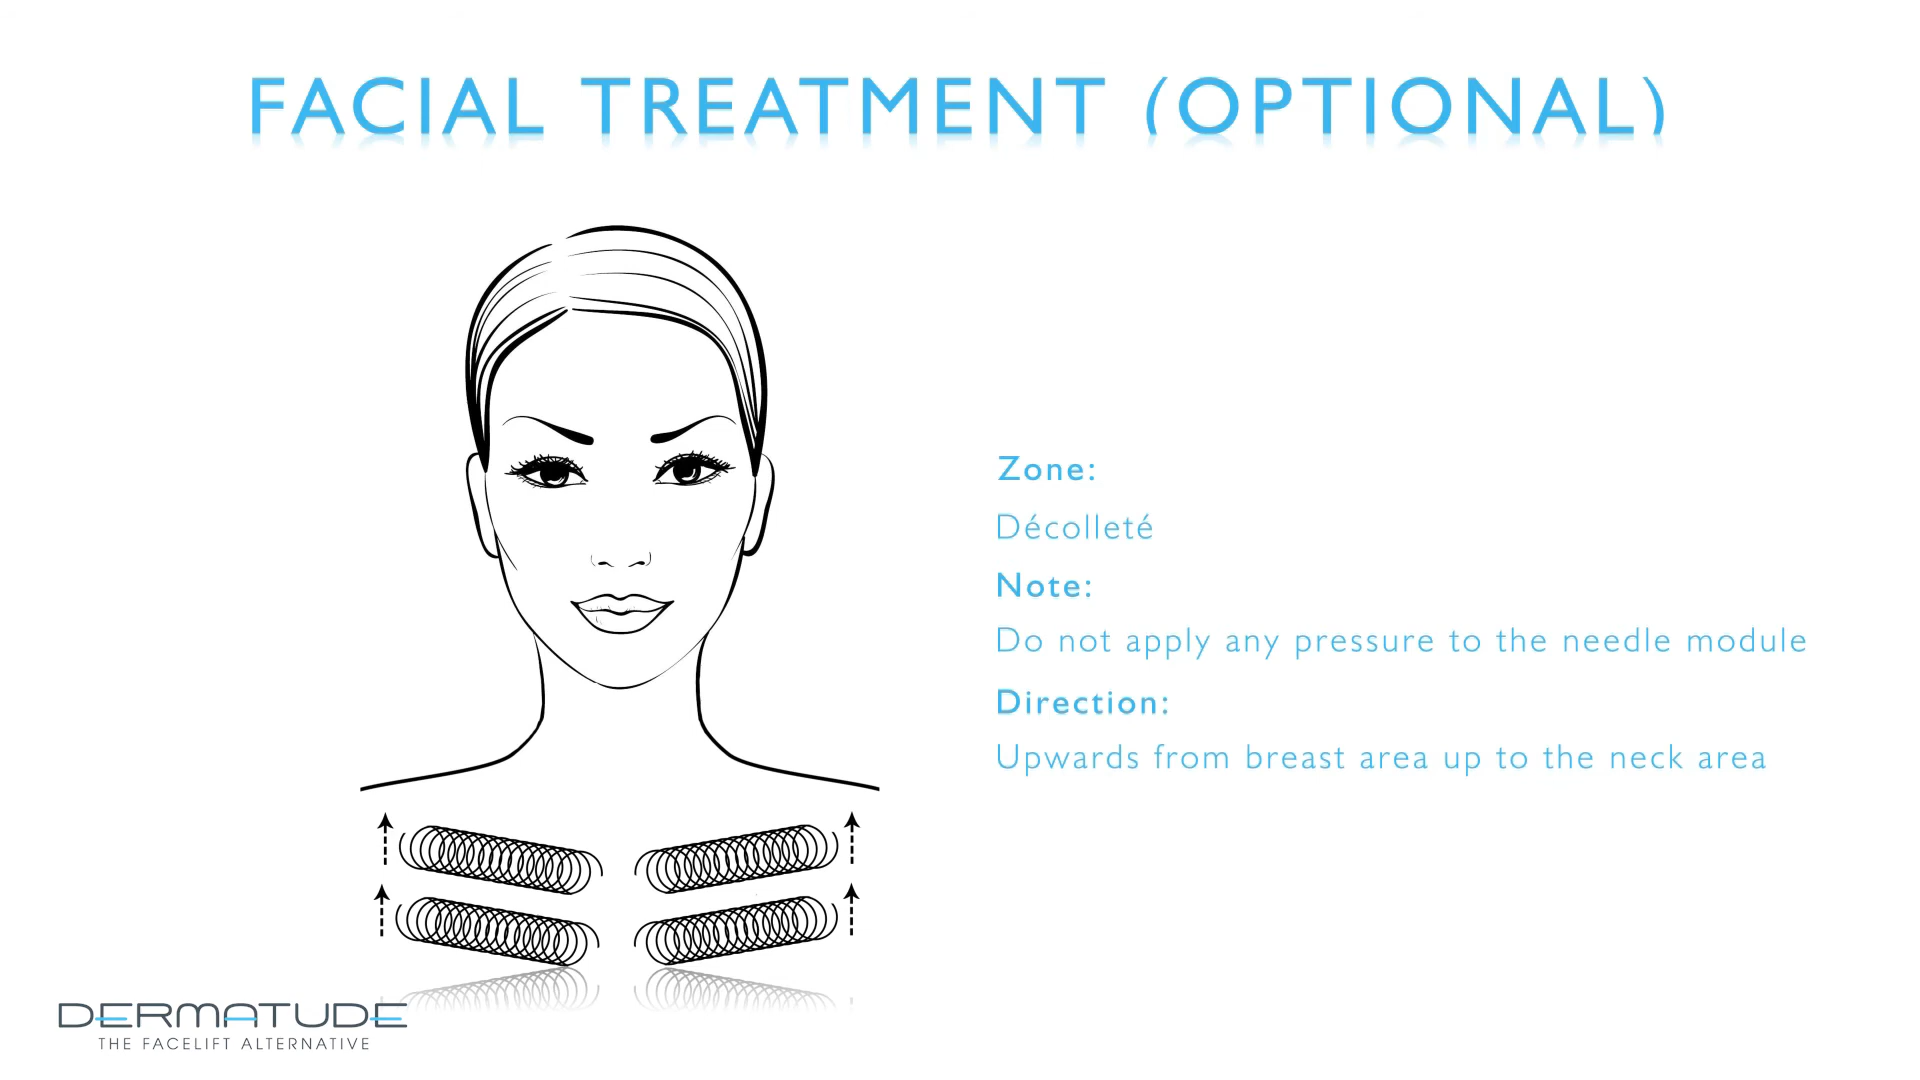 FACIAL TREATMENT (OPTIONAL)
Zone:
Décolleté
Note:
Do not apply any pressure to the needle module
Direction:
Upwards from breast area up to the neck area
DERMATUDE
THE FACELIFT ALTERNATIVE